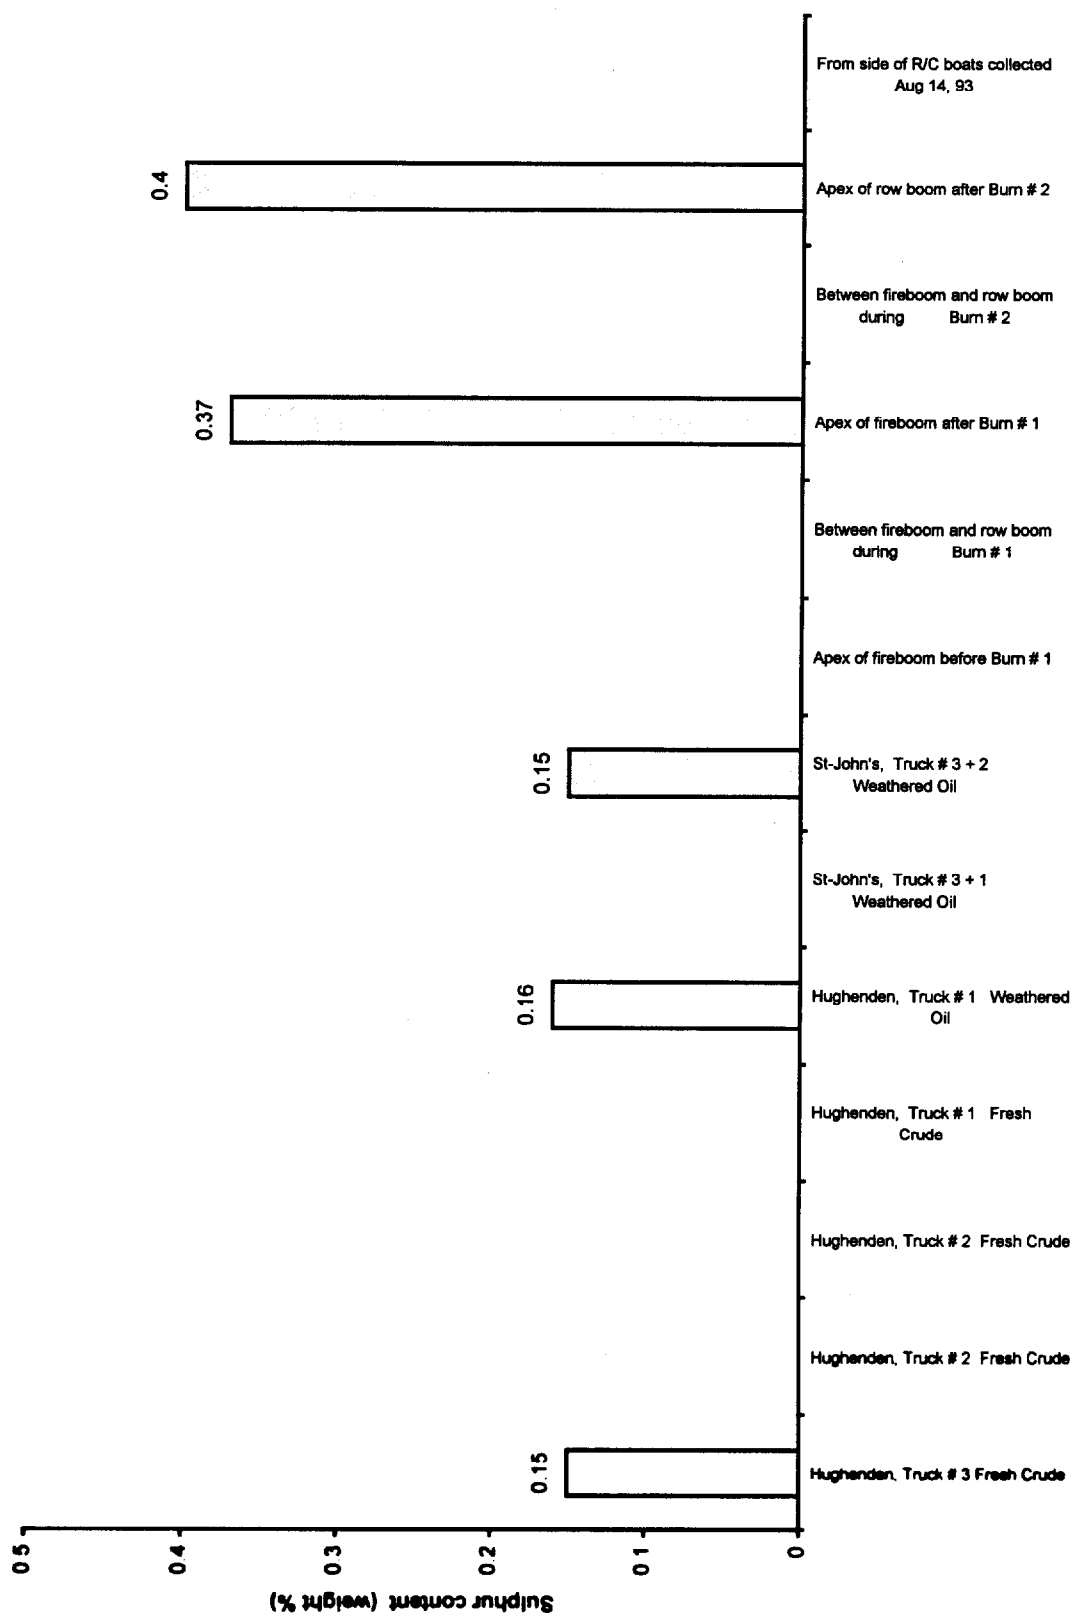 From side of R/C boats collected
Aug 14, 93
0.4
Apex of row boom after Burn # 2
Between fireboom and row boom
during Burn # 2
0.37
Apex of fireboom after Burn # 1
Between fireboom and row boom
during Burn # 1
Apex of fireboom before Burn # 1
0.15
St-John's, Truck # 3 + 2
Weathered Oil
St-John's, Truck # 3 + 1
Weathered Oil
0.16
Hughenden, Truck # 1 Weathered
Oil
Hughenden, Truck # 1 Fresh
Crude
Hughenden, Truck # 2 Fresh Crude
Hughenden, Truck # 2 Fresh Crude
0.15
Hughenden, Truck # 3 Fresh Crude
0 5
0.4
0.3
0.2
0 1
0
Sulphur content (weight %)